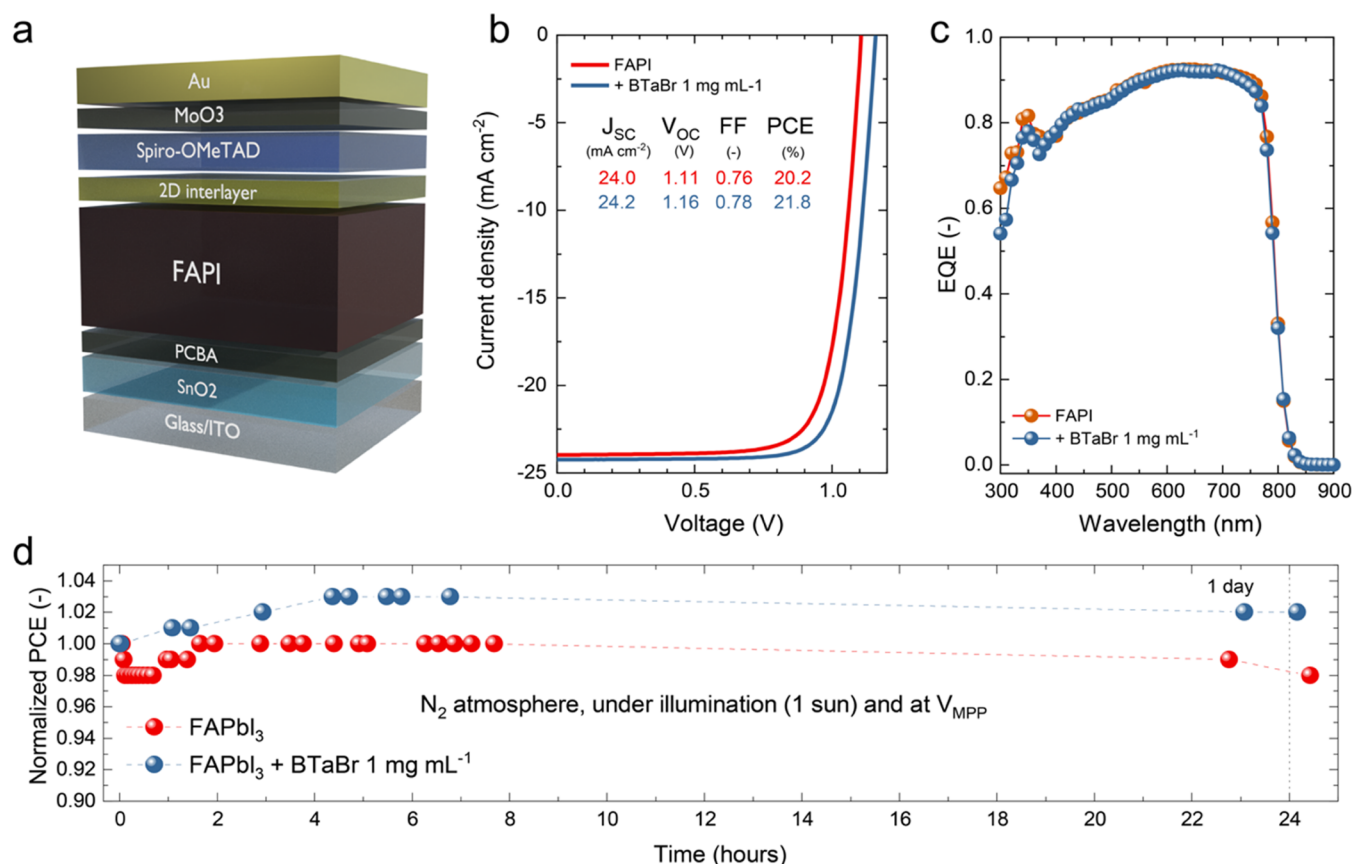 a
Au
MoO3
Spiro-OMeTAD
2D interlayer
FAPI
PCBA
SnO2
Glass/ITO
b
FAPI
+ BTaBr 1 mg mL-1
J_SC V_OC FF PCE
(mA cm⁻²) (V) (-) (%)
24.0 1.11 0.76 20.2
24.2 1.16 0.78 21.8
Current density (mA cm⁻²)
0
-5
-10
-15
-20
-25
0.0 0.5 1.0
Voltage (V)
c
EQE (-)
1.0
0.8
0.6
0.4
0.2
0.0
FAPI
+ BTaBr 1 mg mL⁻¹
300 400 500 600 700 800 900
Wavelength (nm)
d
Normalized PCE (-)
1.04
1.02
1.00
0.98
0.96
0.94
0.92
0.90
1 day
N₂ atmosphere, under illumination (1 sun) and at V_MPP
FAPbI₃
FAPbI₃ + BTaBr 1 mg mL⁻¹
0 2 4 6 8 10 12 14 16 18 20 22 24
Time (hours)